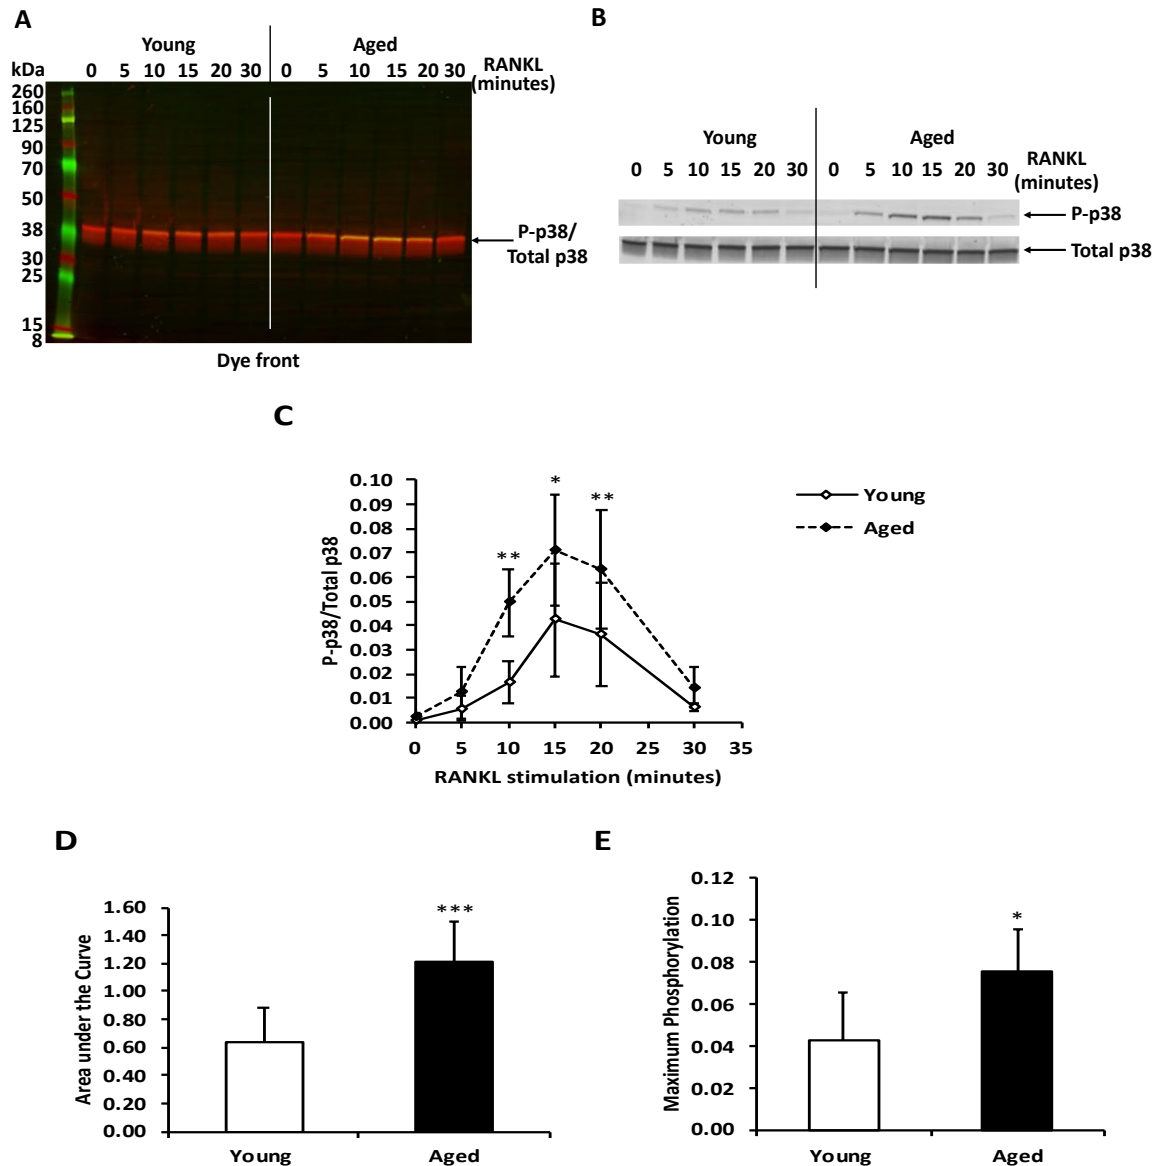 A
Young Aged
kDa 0 5 10 15 20 30 0 5 10 15 20 30 RANKL
(minutes)
260
160
125
90
70
50
38
30
25
15
8
P-p38/
Total p38
Dye front
B
Young Aged
0 5 10 15 20 30 0 5 10 15 20 30 RANKL
(minutes)
P-p38
Total p38
C
P-p38/Total p38
0.10
0.09
0.08
0.07
0.06
0.05
0.04
0.03
0.02
0.01
0.00
** * **
0 5 10 15 20 25 30 35
RANKL stimulation (minutes)
Young
Aged
D
Area under the Curve
1.60
1.40
1.20
1.00
0.80
0.60
0.40
0.20
0.00
***
Young Aged
E
Maximum Phosphorylation
0.12
0.10
0.08
0.06
0.04
0.02
0.00
*
Young Aged